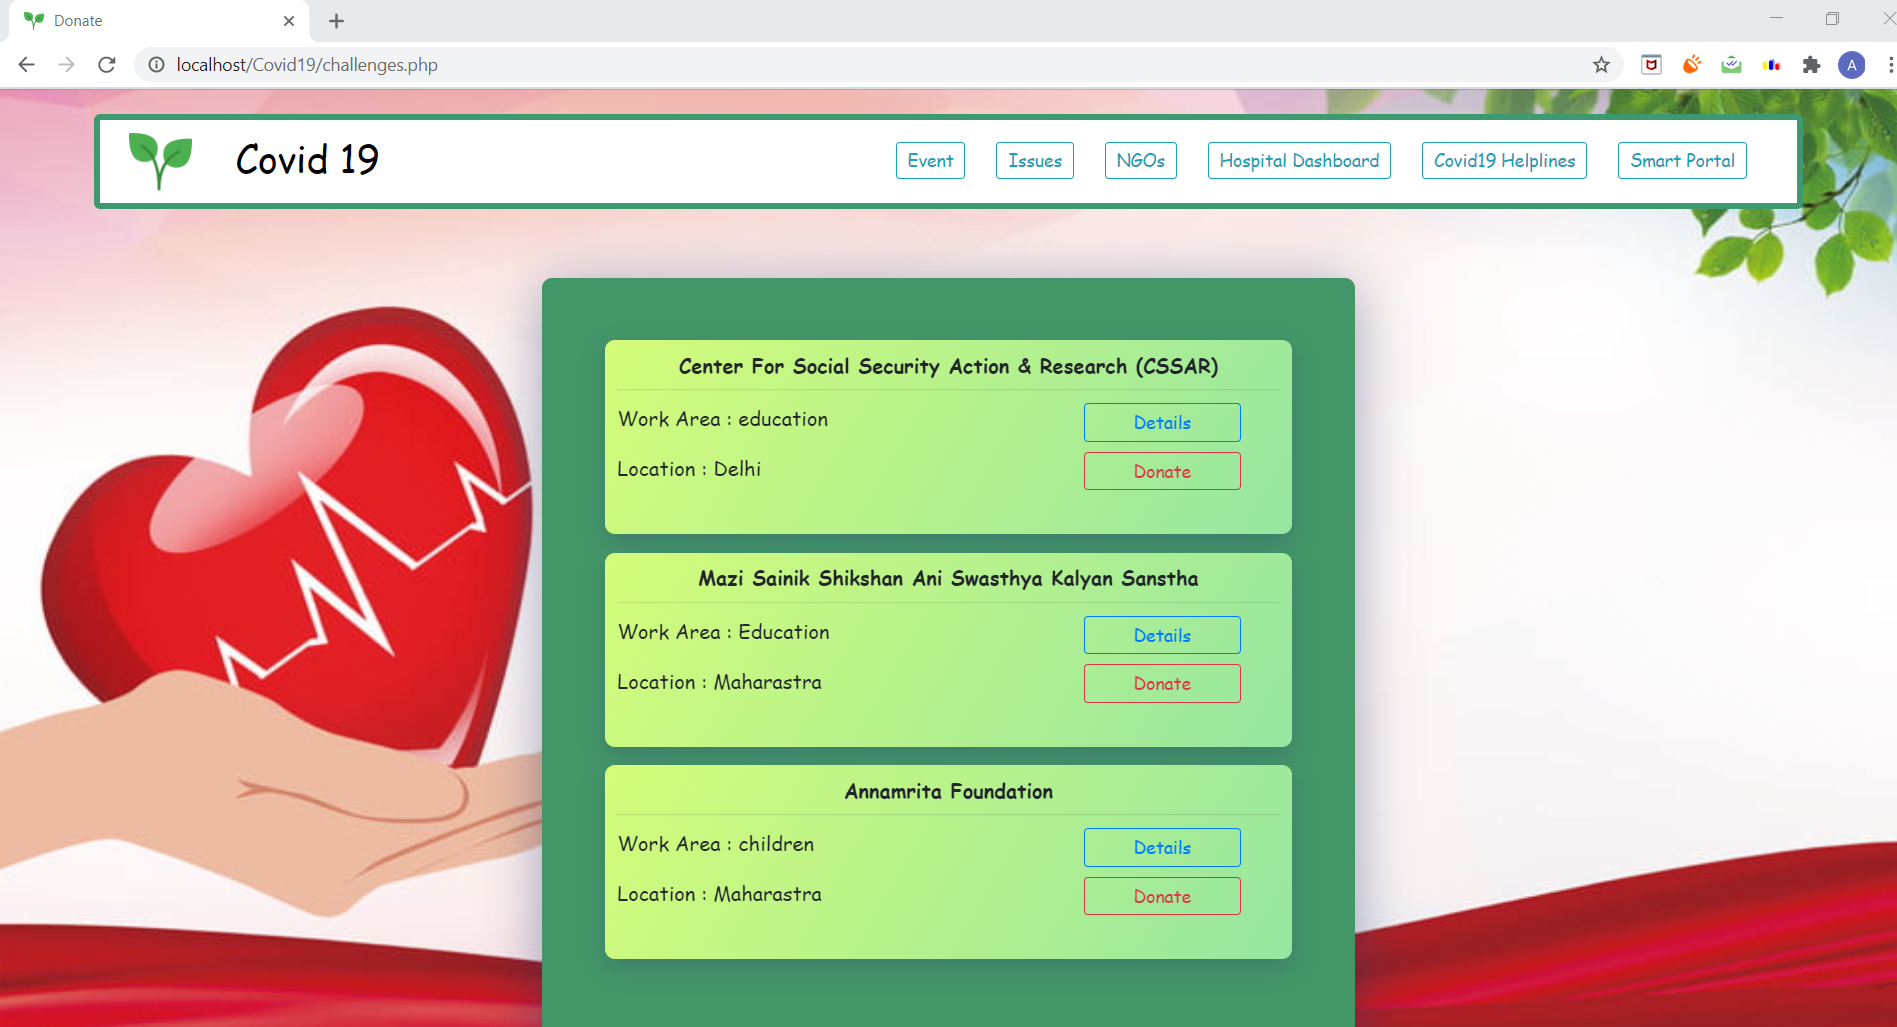 Donate
localhost/Covid19/challenges.php
A
Covid 19
Event Issues NGOs Hospital Dashboard Covid19 Helplines Smart Portal
Center For Social Security Action & Research (CSSAR)
Work Area : education
Details
Location : Delhi
Donate
Mazi Sainik Shikshan Ani Swasthya Kalyan Sanstha
Work Area : Education
Details
Location : Maharastra
Donate
Annamrita Foundation
Work Area : children
Details
Location : Maharastra
Donate